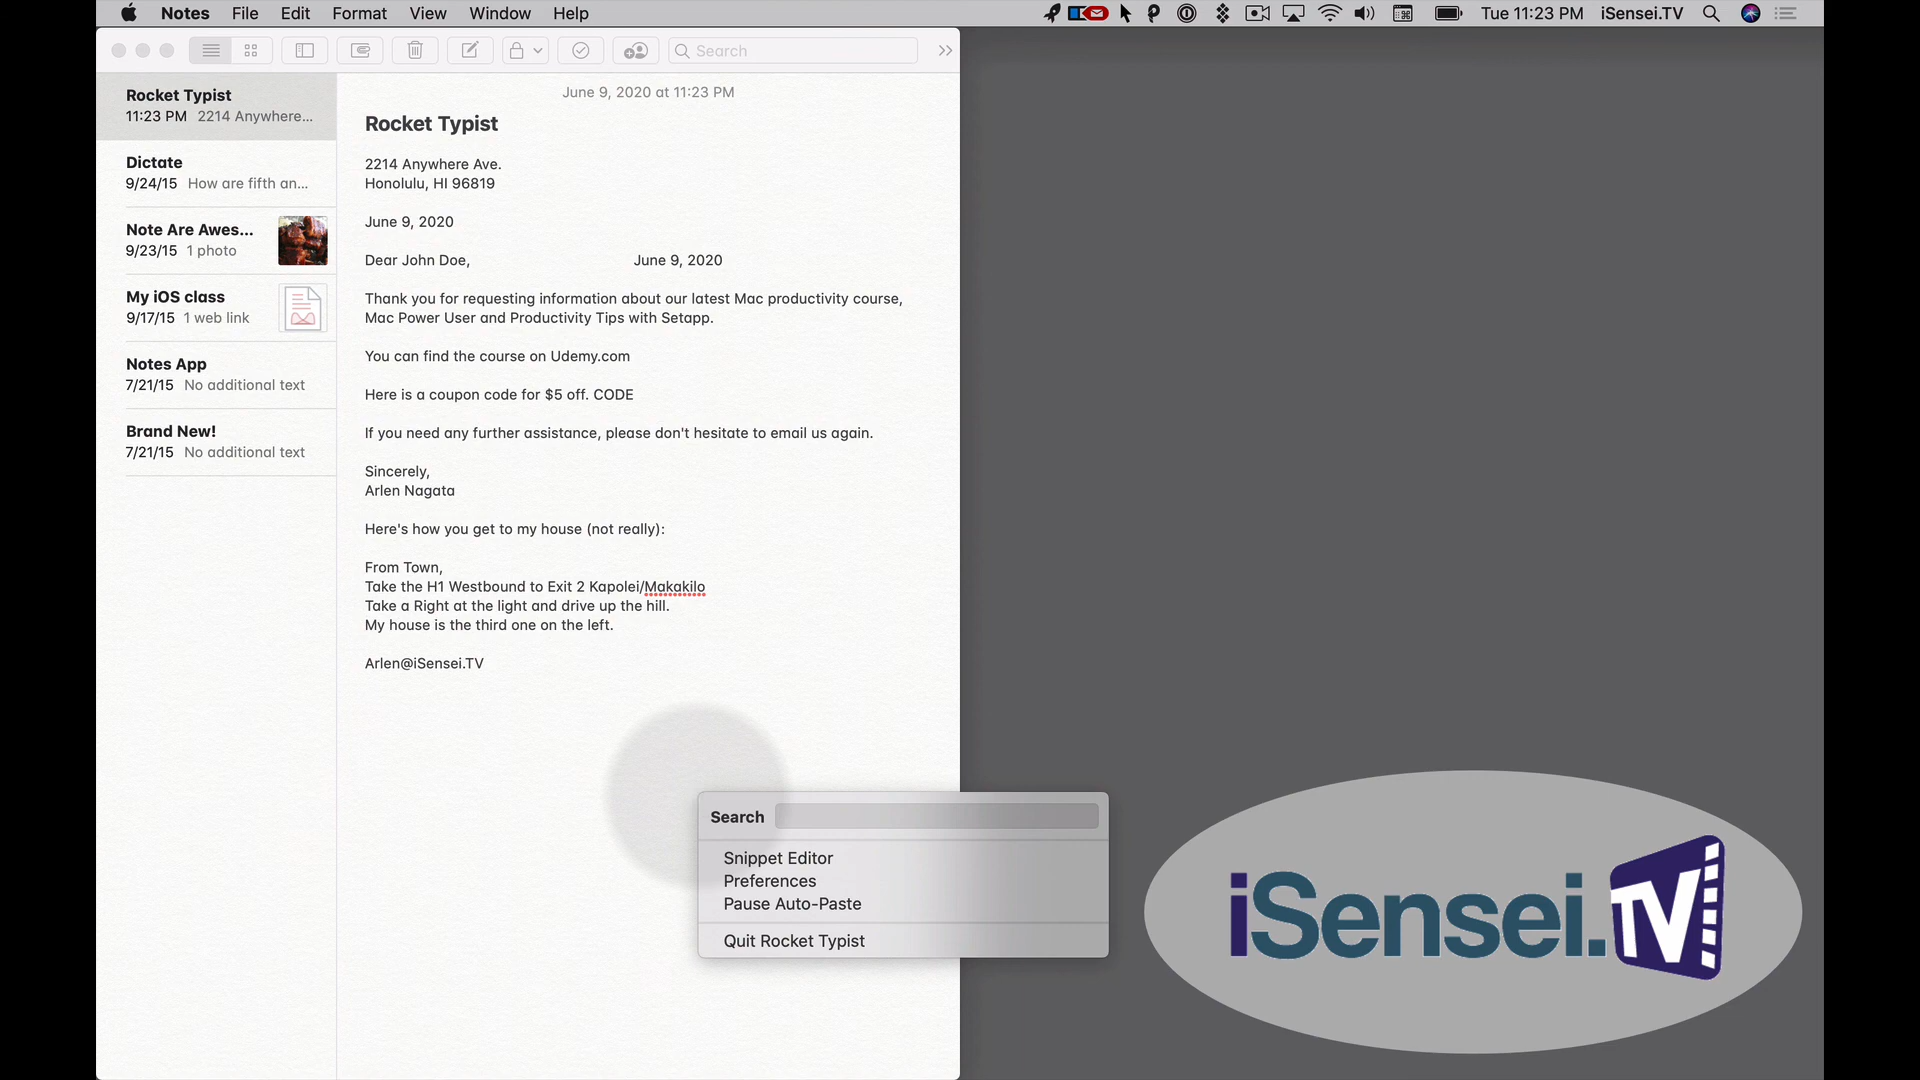 Notes File Edit Format View Window Help
Tue 11:23 PM iSensei.TV
Search
Rocket Typist
11:23 PM 2214 Anywhere...
Dictate
9/24/15 How are fifth an...
Note Are Awes...
9/23/15 1 photo
My iOS class
9/17/15 1 web link
Notes App
7/21/15 No additional text
Brand New!
7/21/15 No additional text
June 9, 2020 at 11:23 PM
Rocket Typist
2214 Anywhere Ave.
Honolulu, HI 96819
June 9, 2020
Dear John Doe, June 9, 2020
Thank you for requesting information about our latest Mac productivity course,
Mac Power User and Productivity Tips with Setapp.
You can find the course on Udemy.com
Here is a coupon code for $5 off. CODE
If you need any further assistance, please don't hesitate to email us again.
Sincerely,
Arlen Nagata
Here's how you get to my house (not really):
From Town,
Take the H1 Westbound to Exit 2 Kapolei/Makakilo
Take a Right at the light and drive up the hill.
My house is the third one on the left.
Arlen@iSensei.TV
Search
Snippet Editor
Preferences
Pause Auto-Paste
Quit Rocket Typist
iSensei.TV